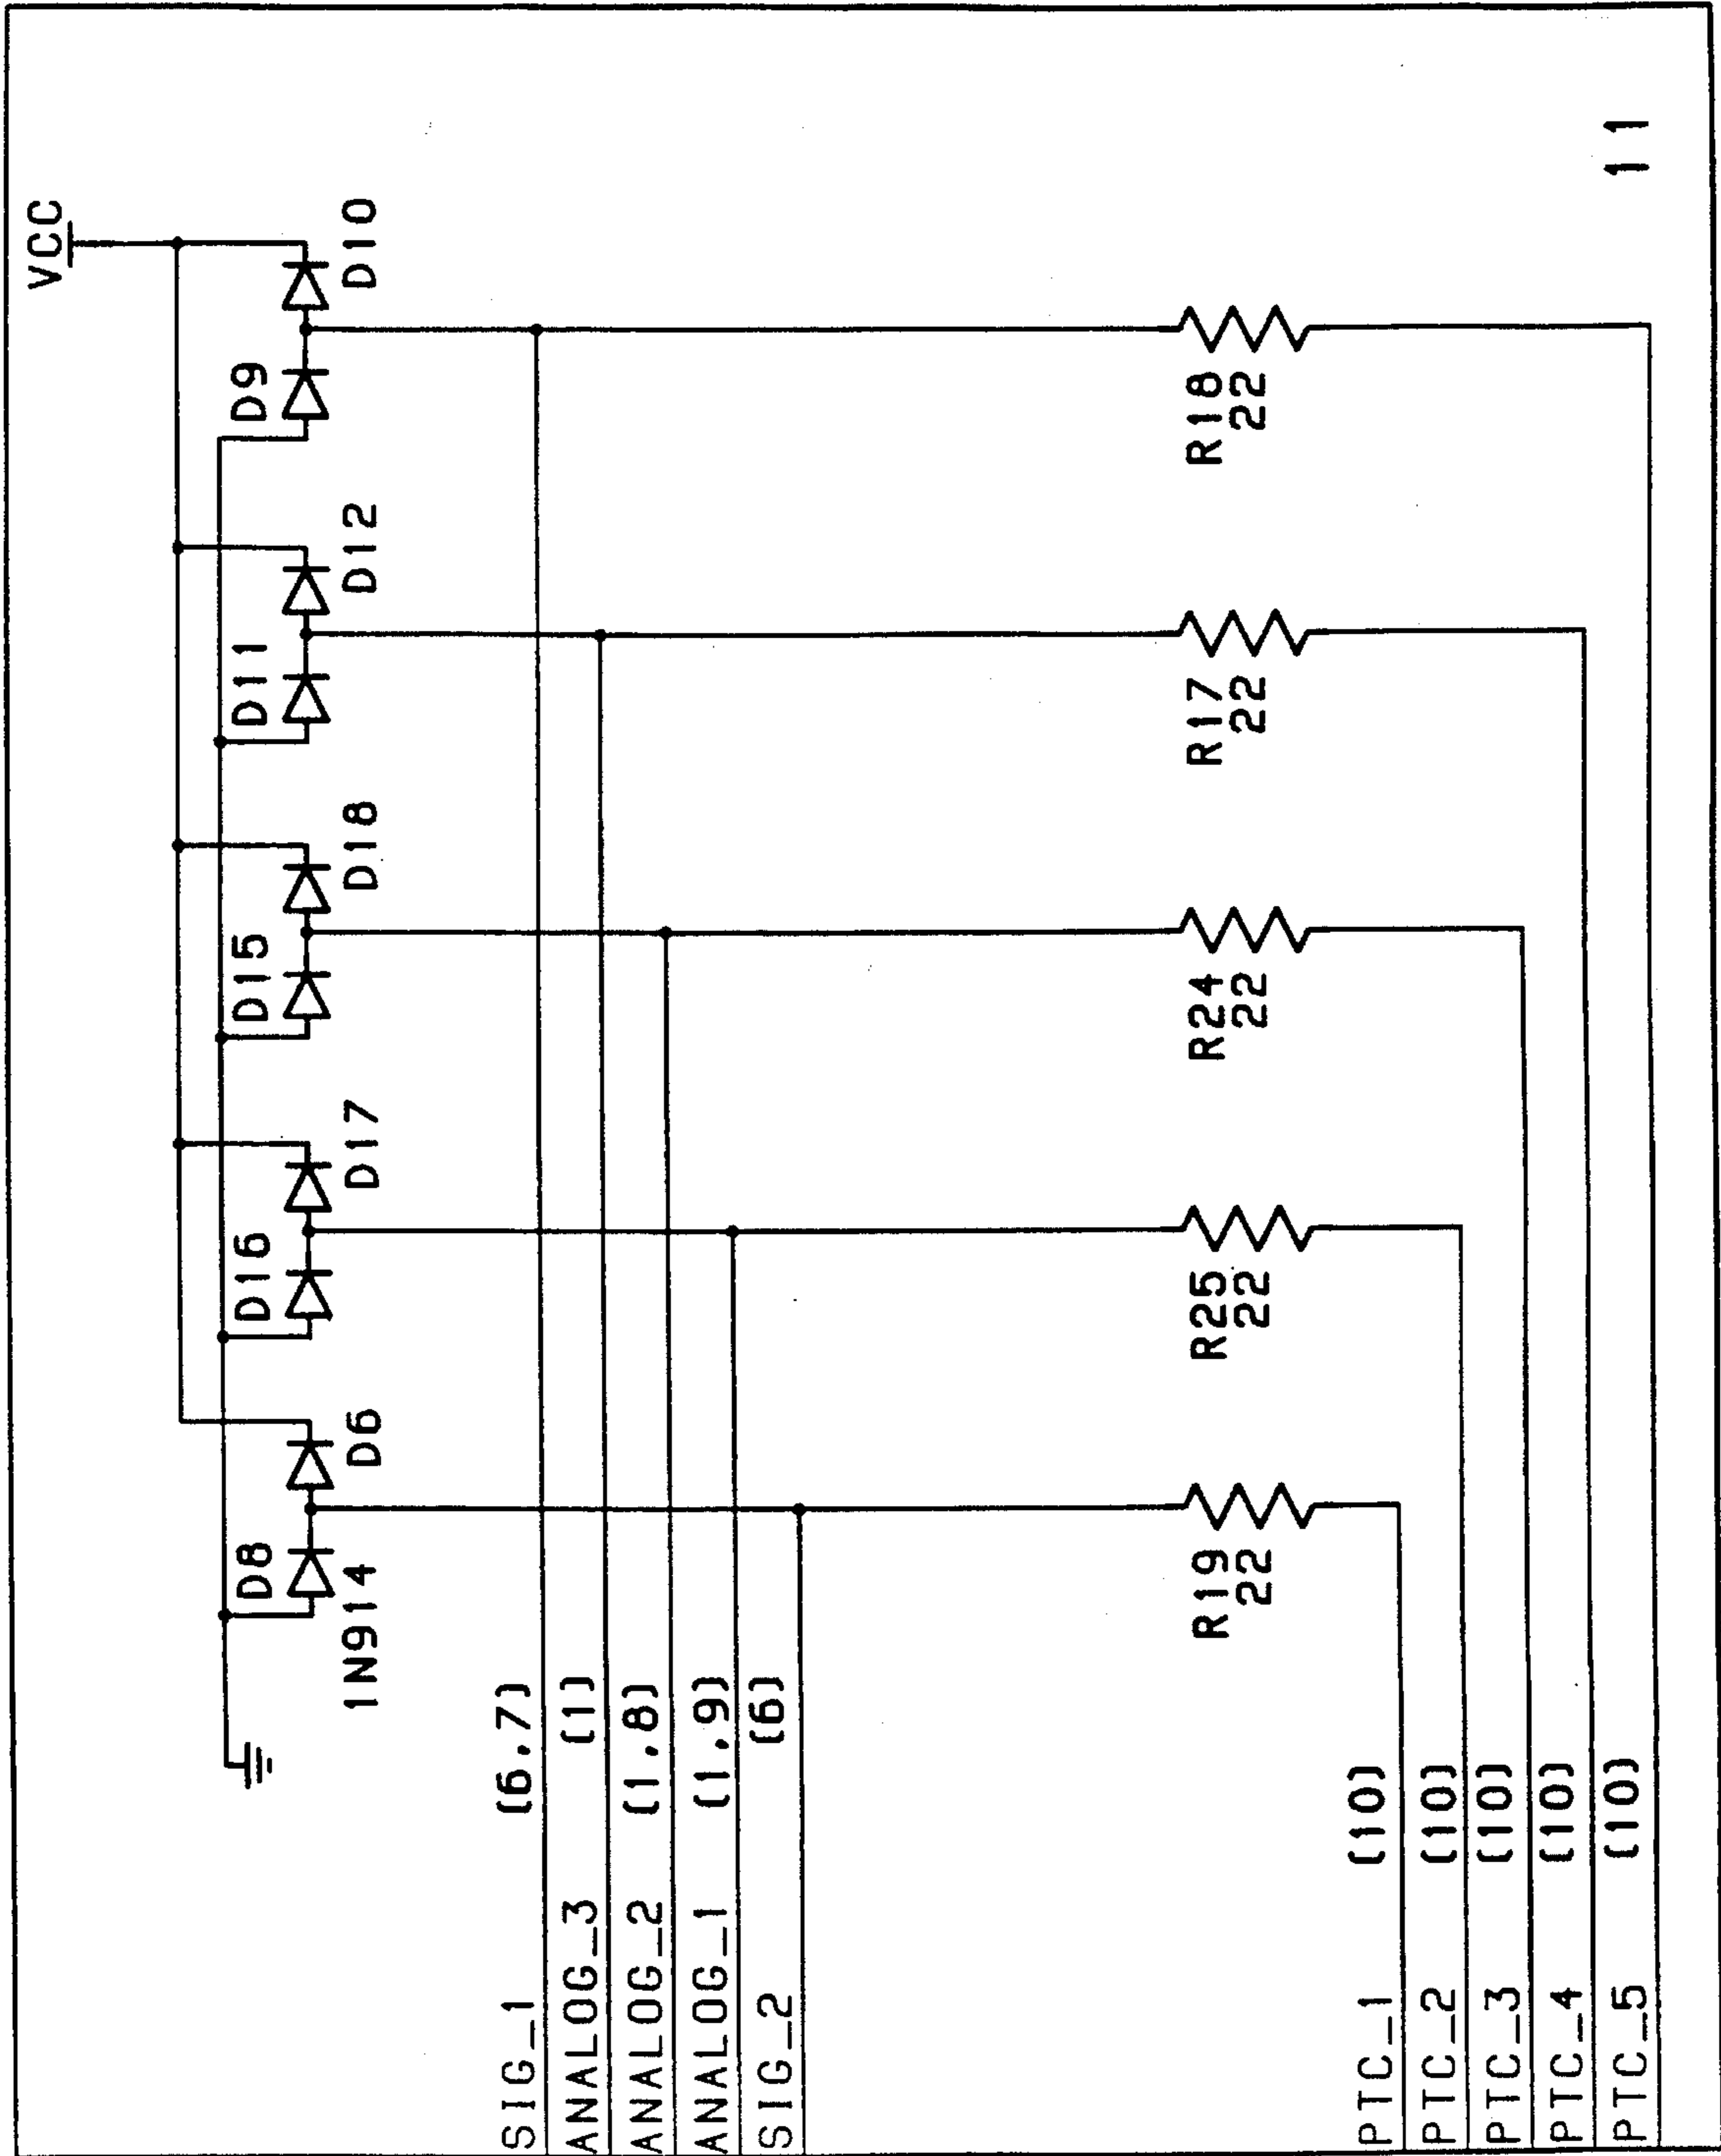 VCC
D9
D10
D11
D12
D15
D18
D16
D17
D8
D6
1N914
SIG_1 (6,7)
ANALOG_3 (1)
ANALOG_2 (1,8)
ANALOG_1 (1,9)
SIG_2 (6)
R18
22
R17
22
R24
22
R25
22
R19
22
PTC_1 (10)
PTC_2 (10)
PTC_3 (10)
PTC_4 (10)
PTC_5 (10)
11